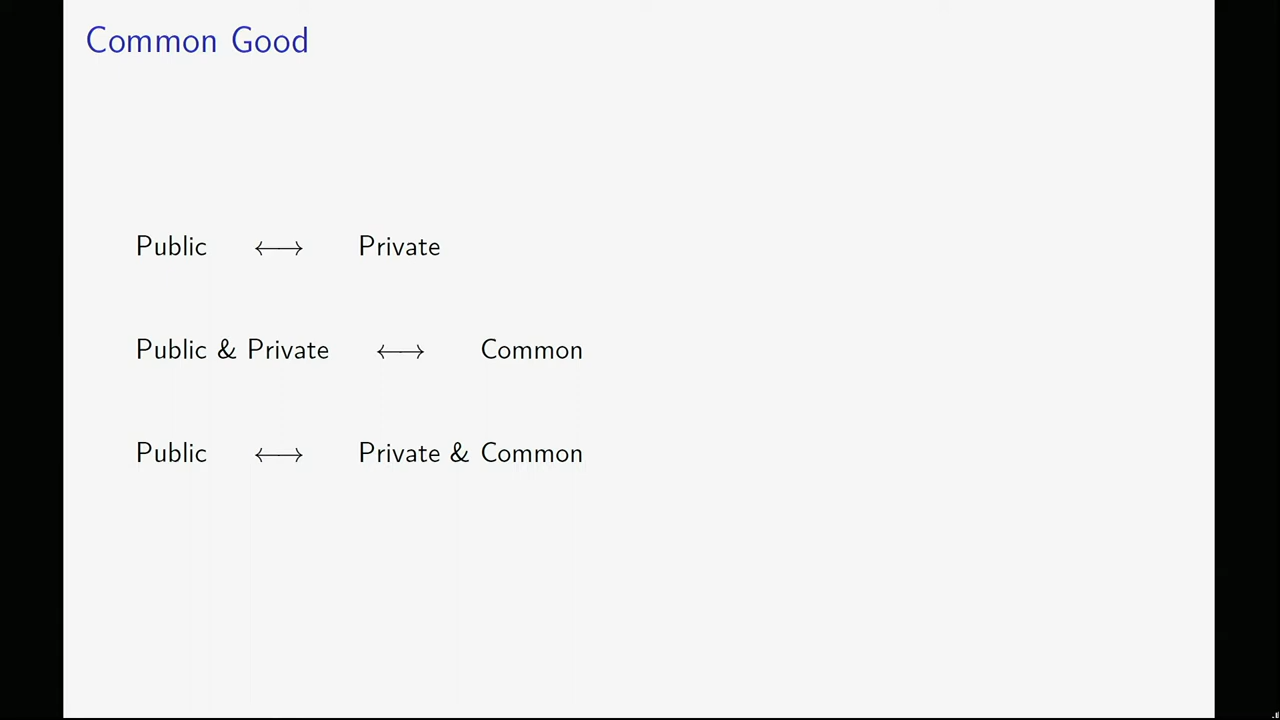 Common Good
Public ⟷ Private
Public & Private ⟷ Common
Public ⟷ Private & Common